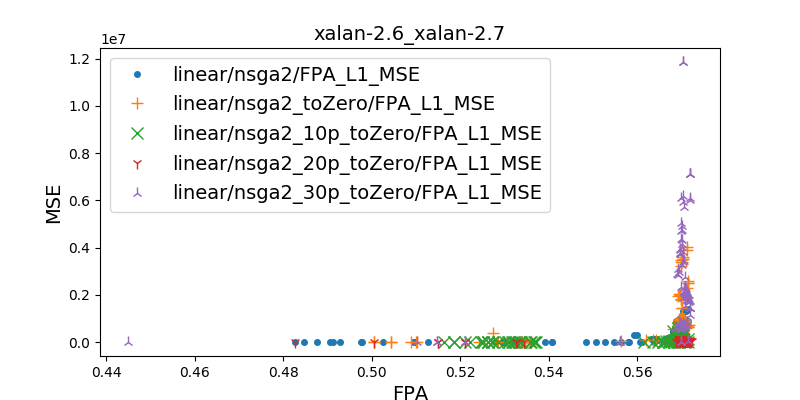 xalan-2.6_xalan-2.7
1e7
linear/nsga2/FPA_L1_MSE
linear/nsga2_toZero/FPA_L1_MSE
linear/nsga2_10p_toZero/FPA_L1_MSE
linear/nsga2_20p_toZero/FPA_L1_MSE
linear/nsga2_30p_toZero/FPA_L1_MSE
MSE
1.2
1.0
0.8
0.6
0.4
0.2
0.0
0.44 0.46 0.48 0.50 0.52 0.54 0.56
FPA